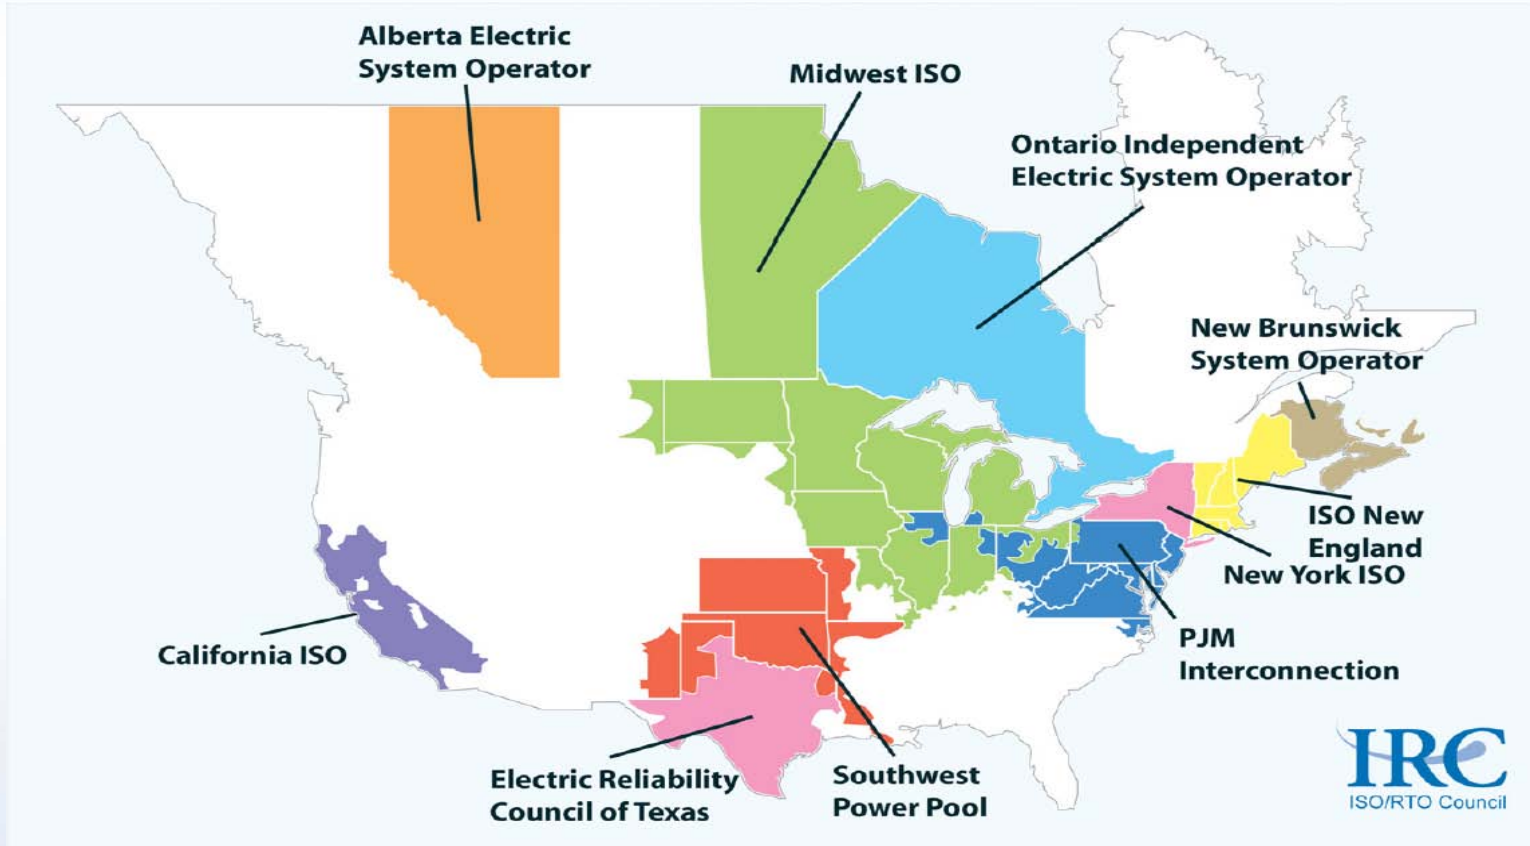 Alberta Electric
System Operator
Midwest ISO
Ontario Independent
Electric System Operator
New Brunswick
System Operator
ISO New
England
New York ISO
PJM
Interconnection
California ISO
Electric Reliability
Council of Texas
Southwest
Power Pool
IRC
ISO/RTO Council